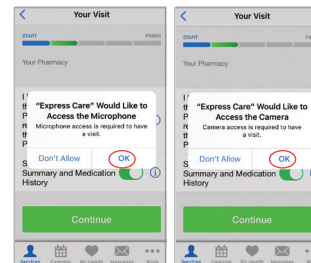 Your Visit
START
FINISH
Your Pharmacy
"Express Care" Would Like to
Access the Microphone
Microphone access is required to have
a visit.
Don't Allow
OK
Summary and Medication
History
Continue
Services
Calendar
My Health
Messages
More
Your Visit
START
Your Pharmacy
"Express Care" Would Like to
Access the Camera
Camera access is required to have
a visit.
Don't Allow
OK
Summary and Medication
History
Continue
Services
Calendar
My Health
Messages